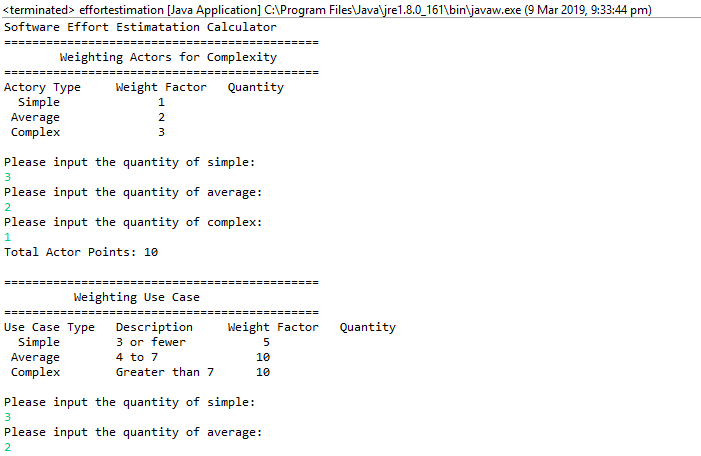 <terminated> effortestimation [Java Application] C:\Program Files\Java\jre1.8.0_161\bin\javaw.exe (9 Mar 2019, 9:33:44 pm)
Software Effort Estimatation Calculator
=============================================
Weighting Actors for Complexity
=============================================
Actory Type Weight Factor Quantity
Simple 1
Average 2
Complex 3
Please input the quantity of simple:
3
Please input the quantity of average:
2
Please input the quantity of complex:
1
Total Actor Points: 10
=============================================
Weighting Use Case
=============================================
Use Case Type Description Weight Factor Quantity
Simple 3 or fewer 5
Average 4 to 7 10
Complex Greater than 7 10
Please input the quantity of simple:
3
Please input the quantity of average:
2